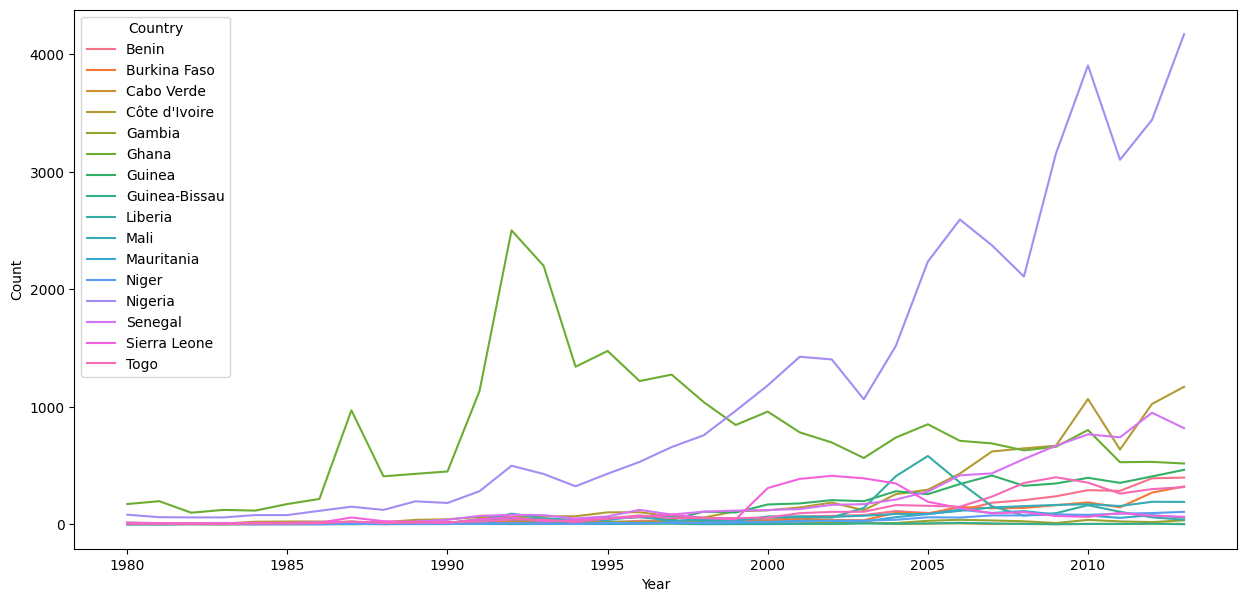 Country
Benin
Burkina Faso
Cabo Verde
Côte d'Ivoire
Gambia
Ghana
Guinea
Guinea-Bissau
Liberia
Mali
Mauritania
Niger
Nigeria
Senegal
Sierra Leone
Togo
4000
3000
2000
1000
0
Count
1980 1985 1990 1995 2000 2005 2010
Year